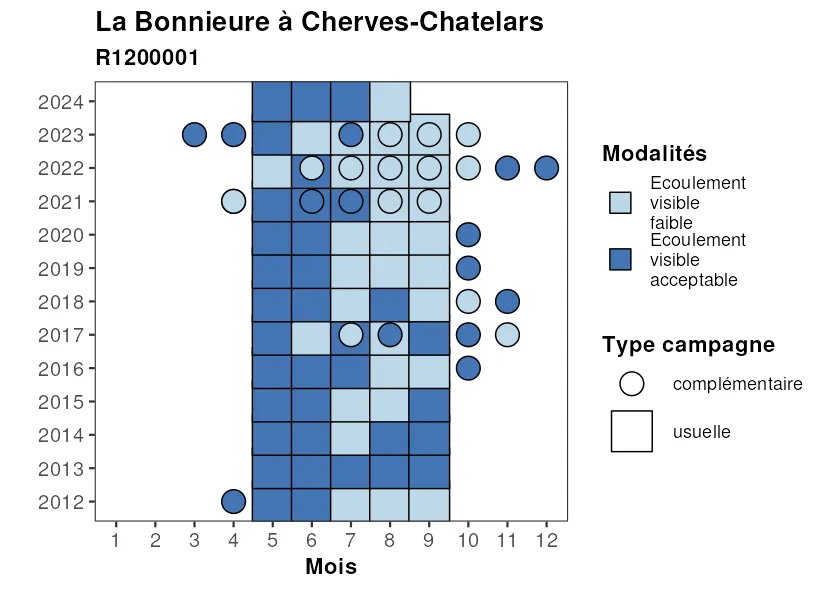 La Bonnieure à Cherves-Chatelars
R1200001
2024
2023
2022
2021
2020
2019
2018
2017
2016
2015
2014
2013
2012
1 2 3 4 5 6 7 8 9 10 11 12
Mois
Modalités
Ecoulement
visible
faible
Ecoulement
visible
acceptable
Type campagne
complémentaire
usuelle